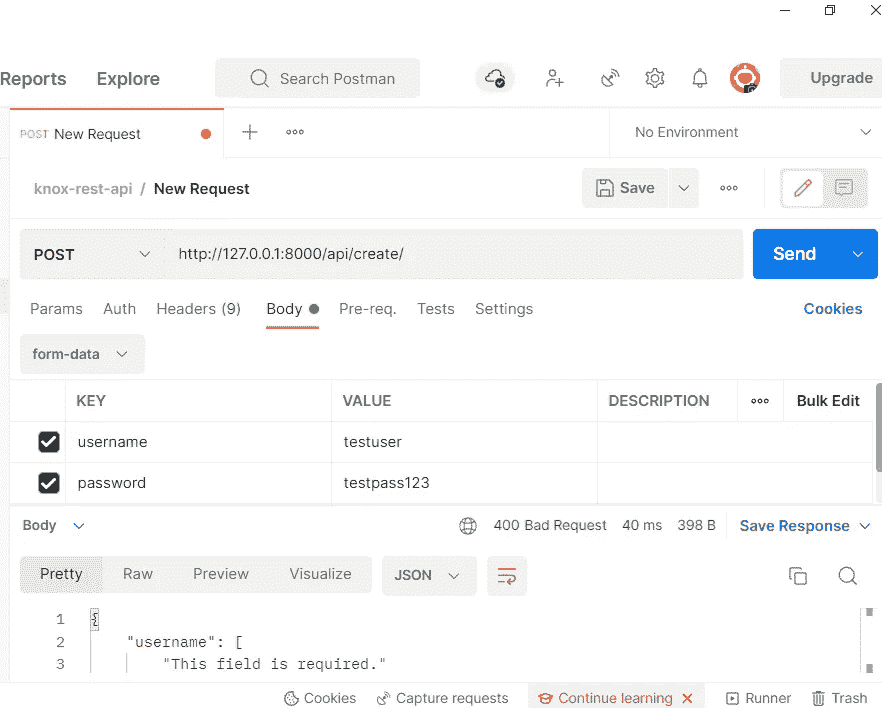 Reports Explore Search Postman Upgrade
POST New Request No Environment
knox-rest-api / New Request Save
POST http://127.0.0.1:8000/api/create/ Send
Params Auth Headers (9) Body Pre-req. Tests Settings Cookies
form-data
KEY VALUE DESCRIPTION Bulk Edit
username testuser
password testpass123
Body 400 Bad Request 40 ms 398 B Save Response
Pretty Raw Preview Visualize JSON
1 {
2 "username": [
3 "This field is required."
Cookies Capture requests Continue learning Runner Trash